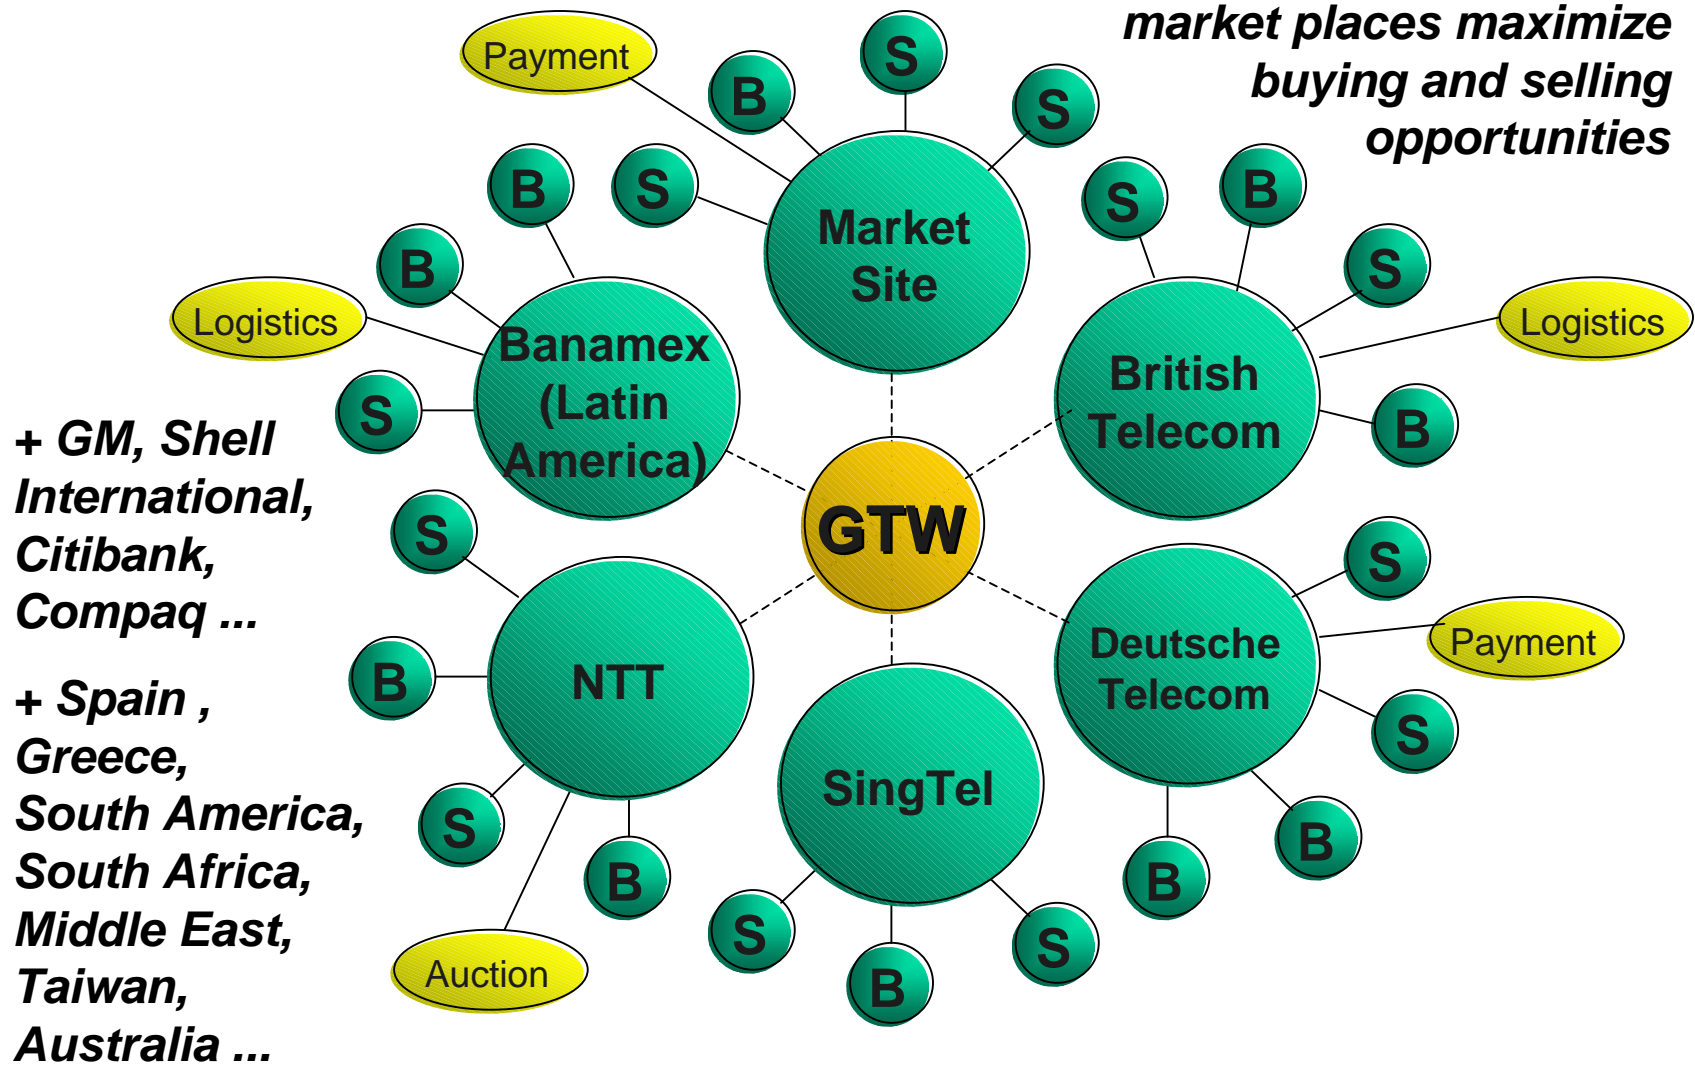 market places maximize
buying and selling
opportunities
Payment
B
S
S
S
Market
Site
B
B
Logistics
S
Banamex
(Latin
America)
S
B
S
Logistics
B
British
Telecom
GTW
+ GM, Shell
International,
Citibank,
Compaq ...
+ Spain ,
Greece,
South America,
South Africa,
Middle East,
Taiwan,
Australia ...
S
B
S
B
Auction
NTT
SingTel
S
B
S
Deutsche
Telecom
S
Payment
S
B
B